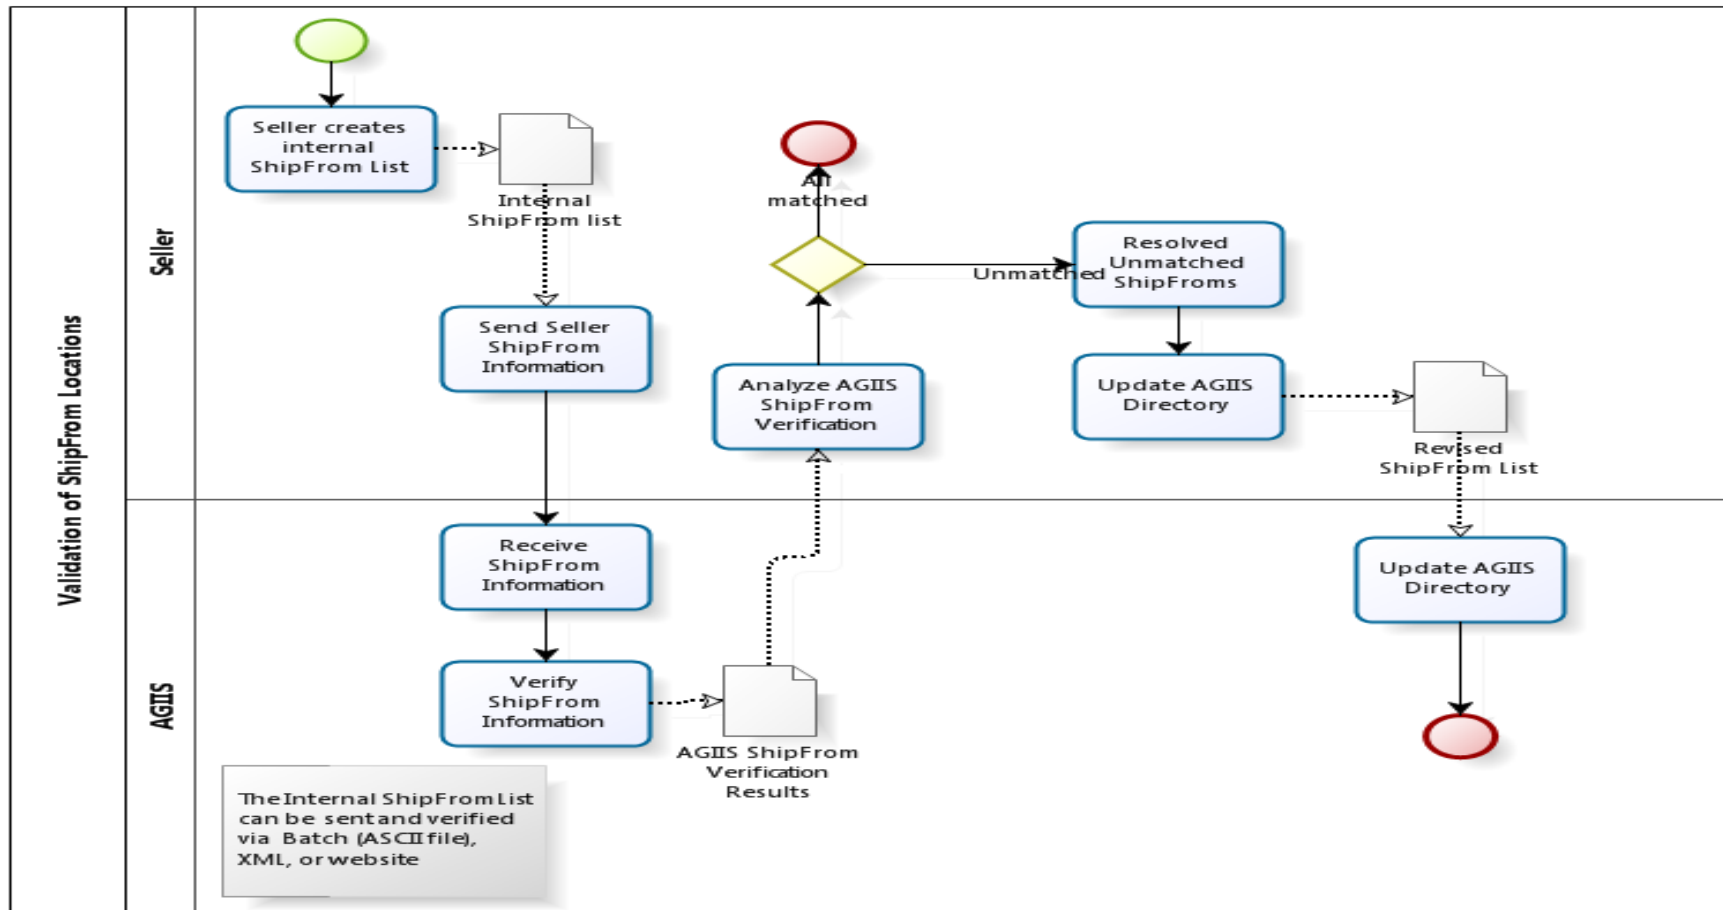 Validation of ShipFrom Locations
Seller
Seller creates
internal
ShipFrom List
Internal
ShipFrom list
Send Seller
ShipFrom
Information
All
matched
Unmatched
Resolved
Unmatched
ShipFroms
Analyze AGIIS
ShipFrom
Verification
Update AGIIS
Directory
Revised
ShipFrom List
AGIIS
Receive
ShipFrom
Information
Verify
ShipFrom
Information
AGIIS ShipFrom
Verification
Results
Update AGIIS
Directory
The Internal ShipFrom List
can be sent and verified
via Batch (ASCII file),
XML, or website